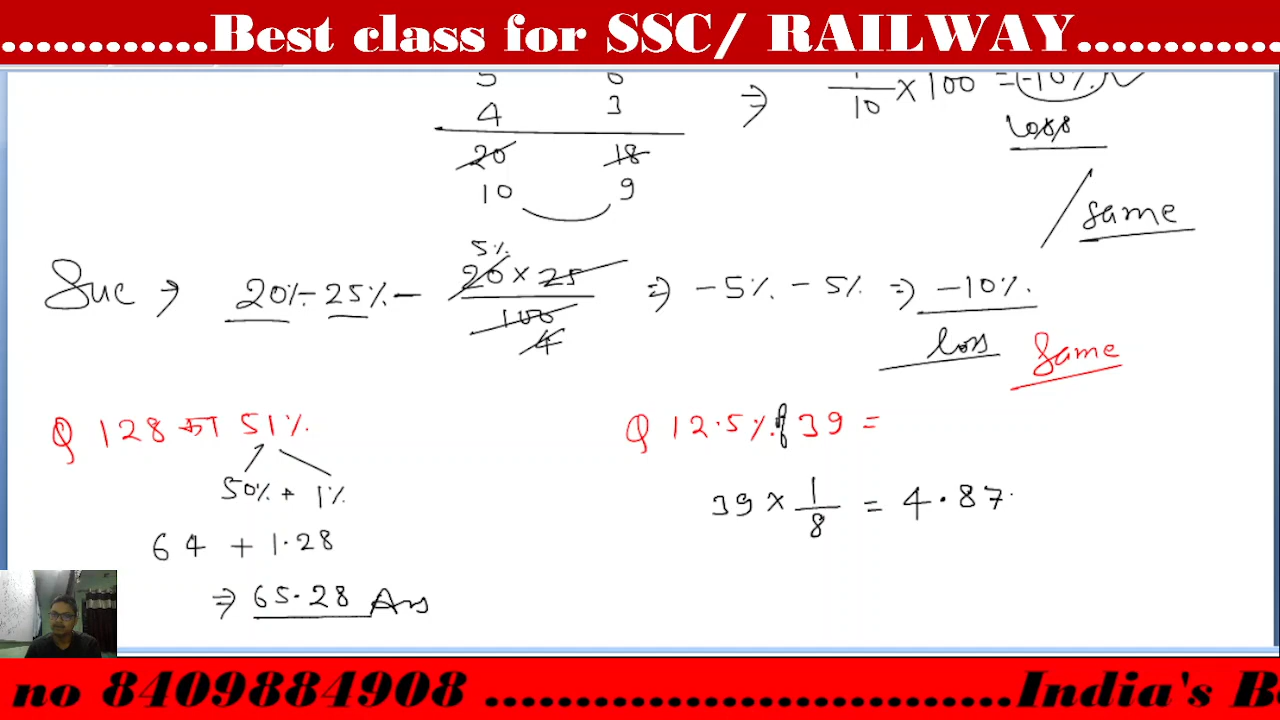 ............Best class for SSC/ RAILWAY............
4 3
1/10 × 100 = -10%
loss
20 18
10 9
same
Suc → 20% - 25% - 20 × 25 / 100 ⇒ -5% - 5% ⇒ -10%
5%
4
loss same
Q 128 का 51%
50% + 1%
64 + 1.28
⇒ 65.28 Ans
Q 12.5% of 39 =
39 × 1/8 = 4.87
no 8409884908 ............................India's B